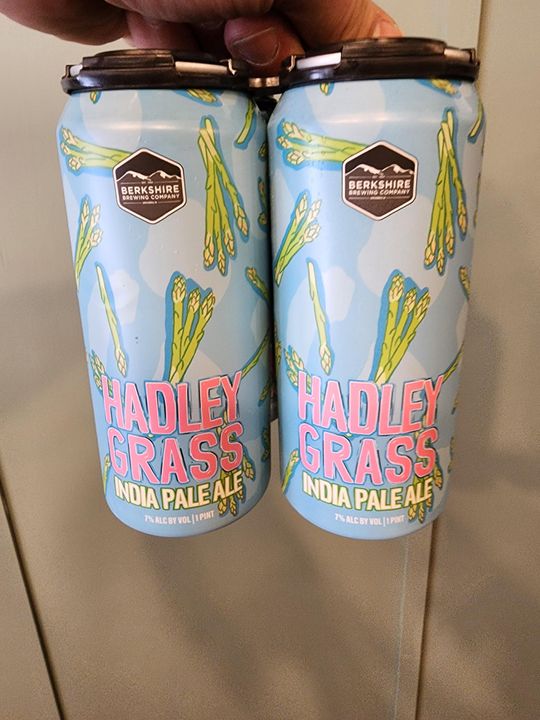 BERKSHIRE
BREWING COMPANY
HADLEY
GRASS
INDIA PALE ALE
7% ALC BY VOL | 1 PINT
BERKSHIRE
BREWING COMPANY
HADLEY
GRASS
INDIA PALE ALE
7% ALC BY VOL | 1 PINT